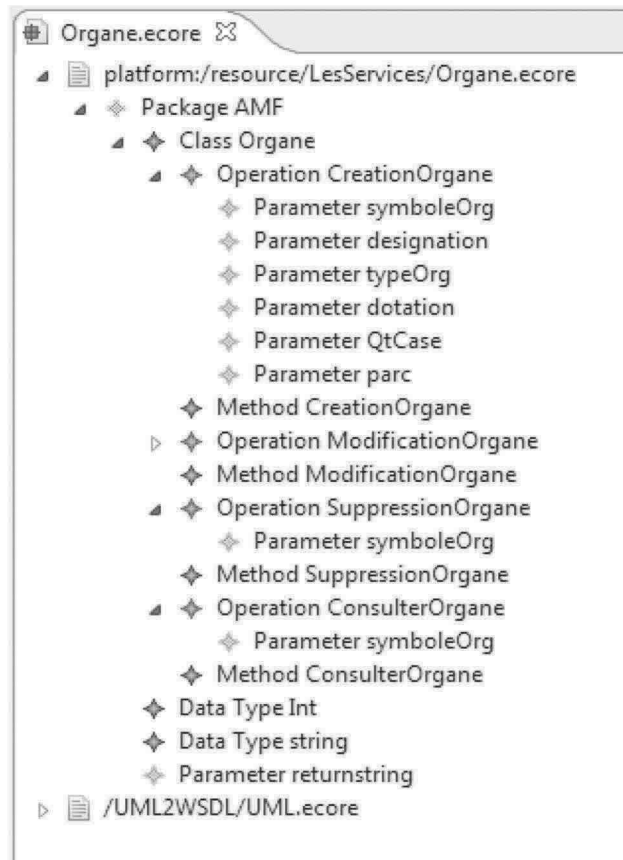 Organe.ecore
platform:/resource/LesServices/Organe.ecore
Package AMF
Class Organe
Operation CreationOrgane
Parameter symboleOrg
Parameter designation
Parameter typeOrg
Parameter dotation
Parameter QtCase
Parameter parc
Method CreationOrgane
Operation ModificationOrgane
Method ModificationOrgane
Operation SuppressionOrgane
Parameter symboleOrg
Method SuppressionOrgane
Operation ConsulterOrgane
Parameter symboleOrg
Method ConsulterOrgane
Data Type Int
Data Type string
Parameter returnstring
/UML2WSDL/UML.ecore